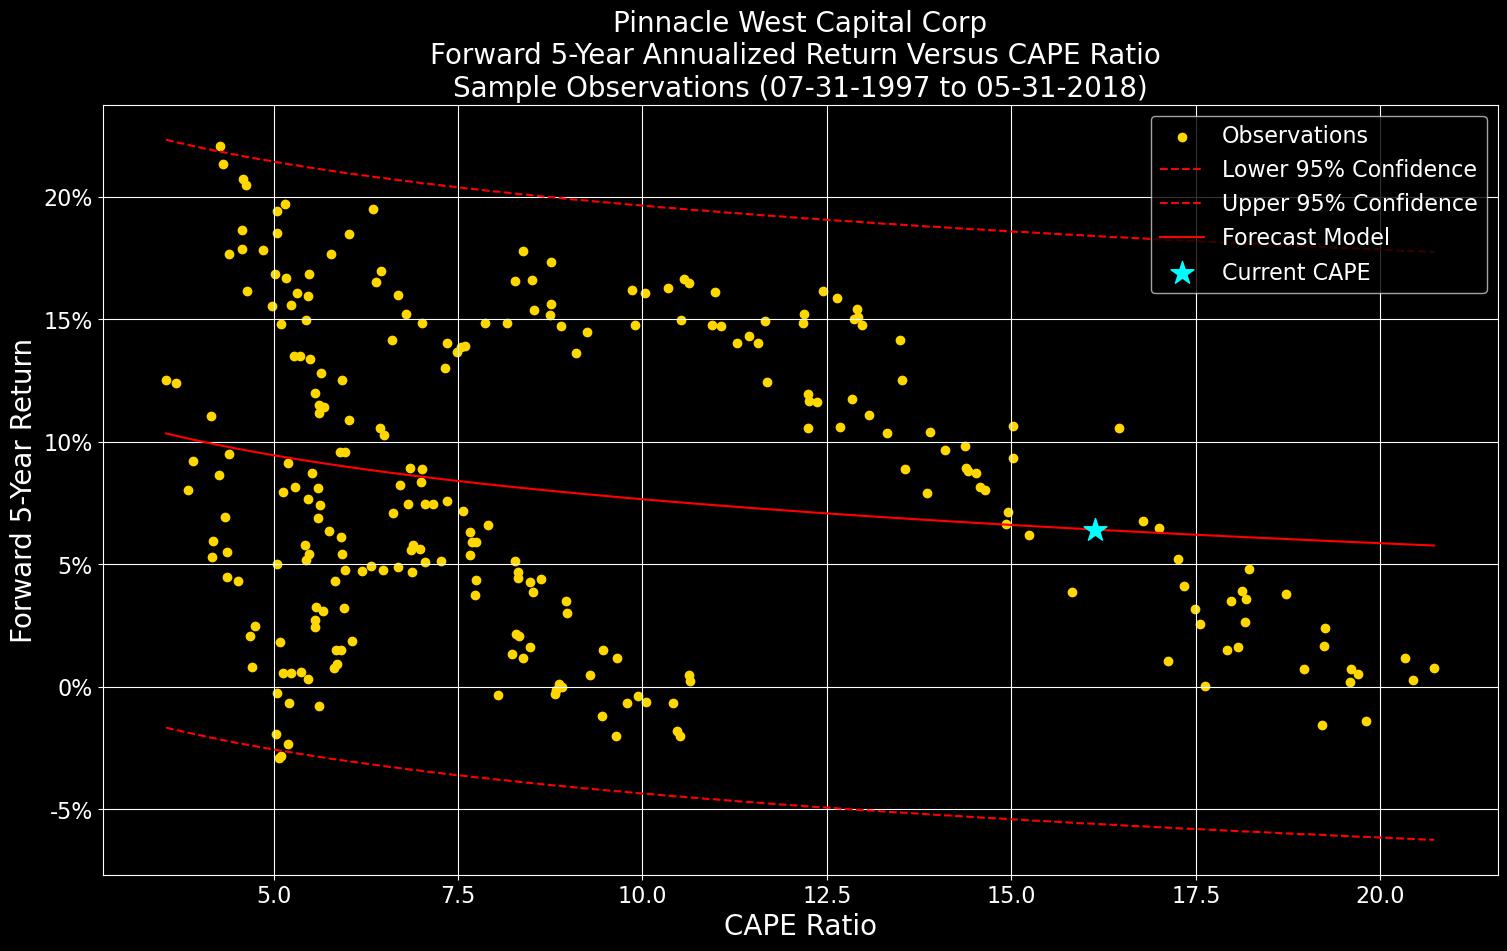 Pinnacle West Capital Corp
Forward 5-Year Annualized Return Versus CAPE Ratio
Sample Observations (07-31-1997 to 05-31-2018)
Observations
Lower 95% Confidence
Upper 95% Confidence
Forecast Model
Current CAPE
Forward 5-Year Return
20%
15%
10%
5%
0%
-5%
5.0 7.5 10.0 12.5 15.0 17.5 20.0
CAPE Ratio